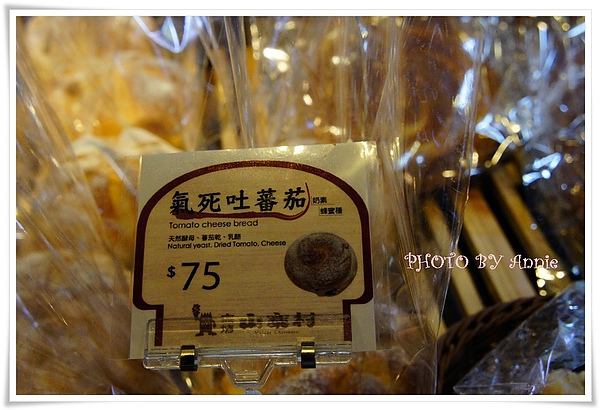 氣死吐蕃茄 奶素
蜂蜜種
Tomato cheese bread
天然酵母、蕃茄乾、乳酪
Natural yeast, Dried Tomato, Cheese
$75
PHOTO BY Annie